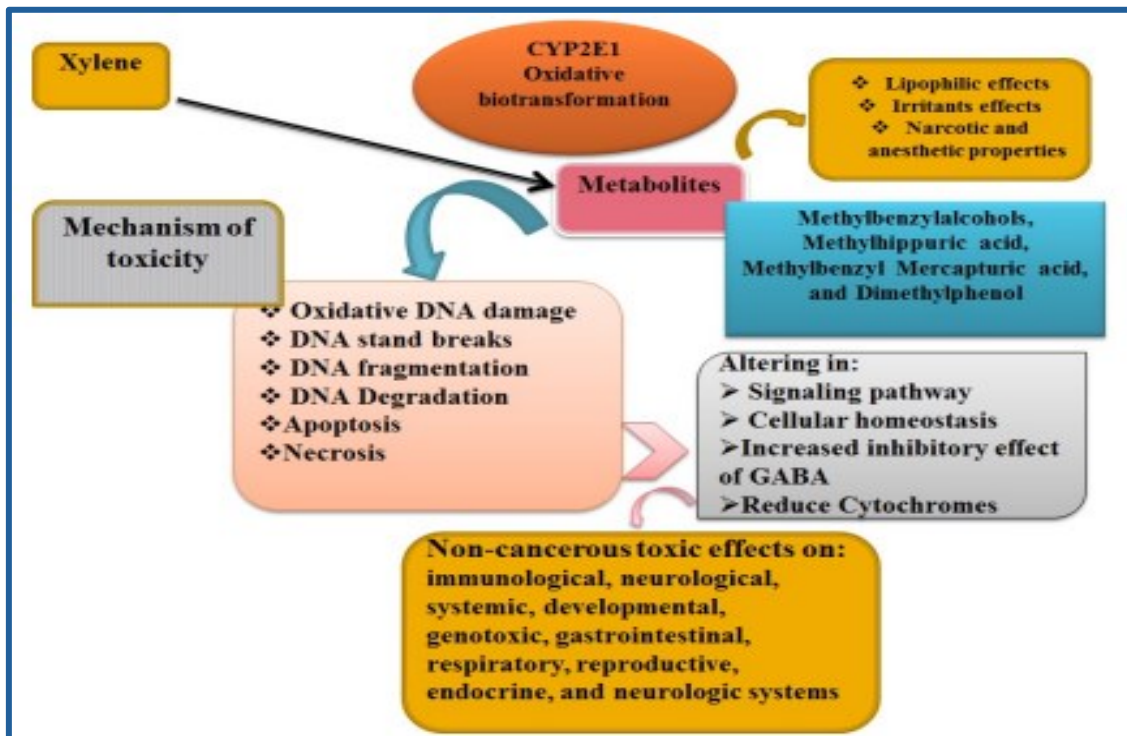 Xylene
CYP2E1
Oxidative
biotransformation
❖ Lipophilic effects
❖ Irritants effects
❖ Narcotic and
anesthetic properties
Metabolites
Mechanism of
toxicity
Methylbenzylalcohols,
Methylhippuric acid,
Methylbenzyl Mercapturic acid,
and Dimethylphenol
❖ Oxidative DNA damage
❖ DNA stand breaks
❖ DNA fragmentation
❖ DNA Degradation
❖Apoptosis
❖Necrosis
Altering in:
➢ Signaling pathway
➢ Cellular homeostasis
➢Increased inhibitory effect
of GABA
➢Reduce Cytochromes
Non-cancerous toxic effects on:
immunological, neurological,
systemic, developmental,
genotoxic, gastrointestinal,
respiratory, reproductive,
endocrine, and neurologic systems